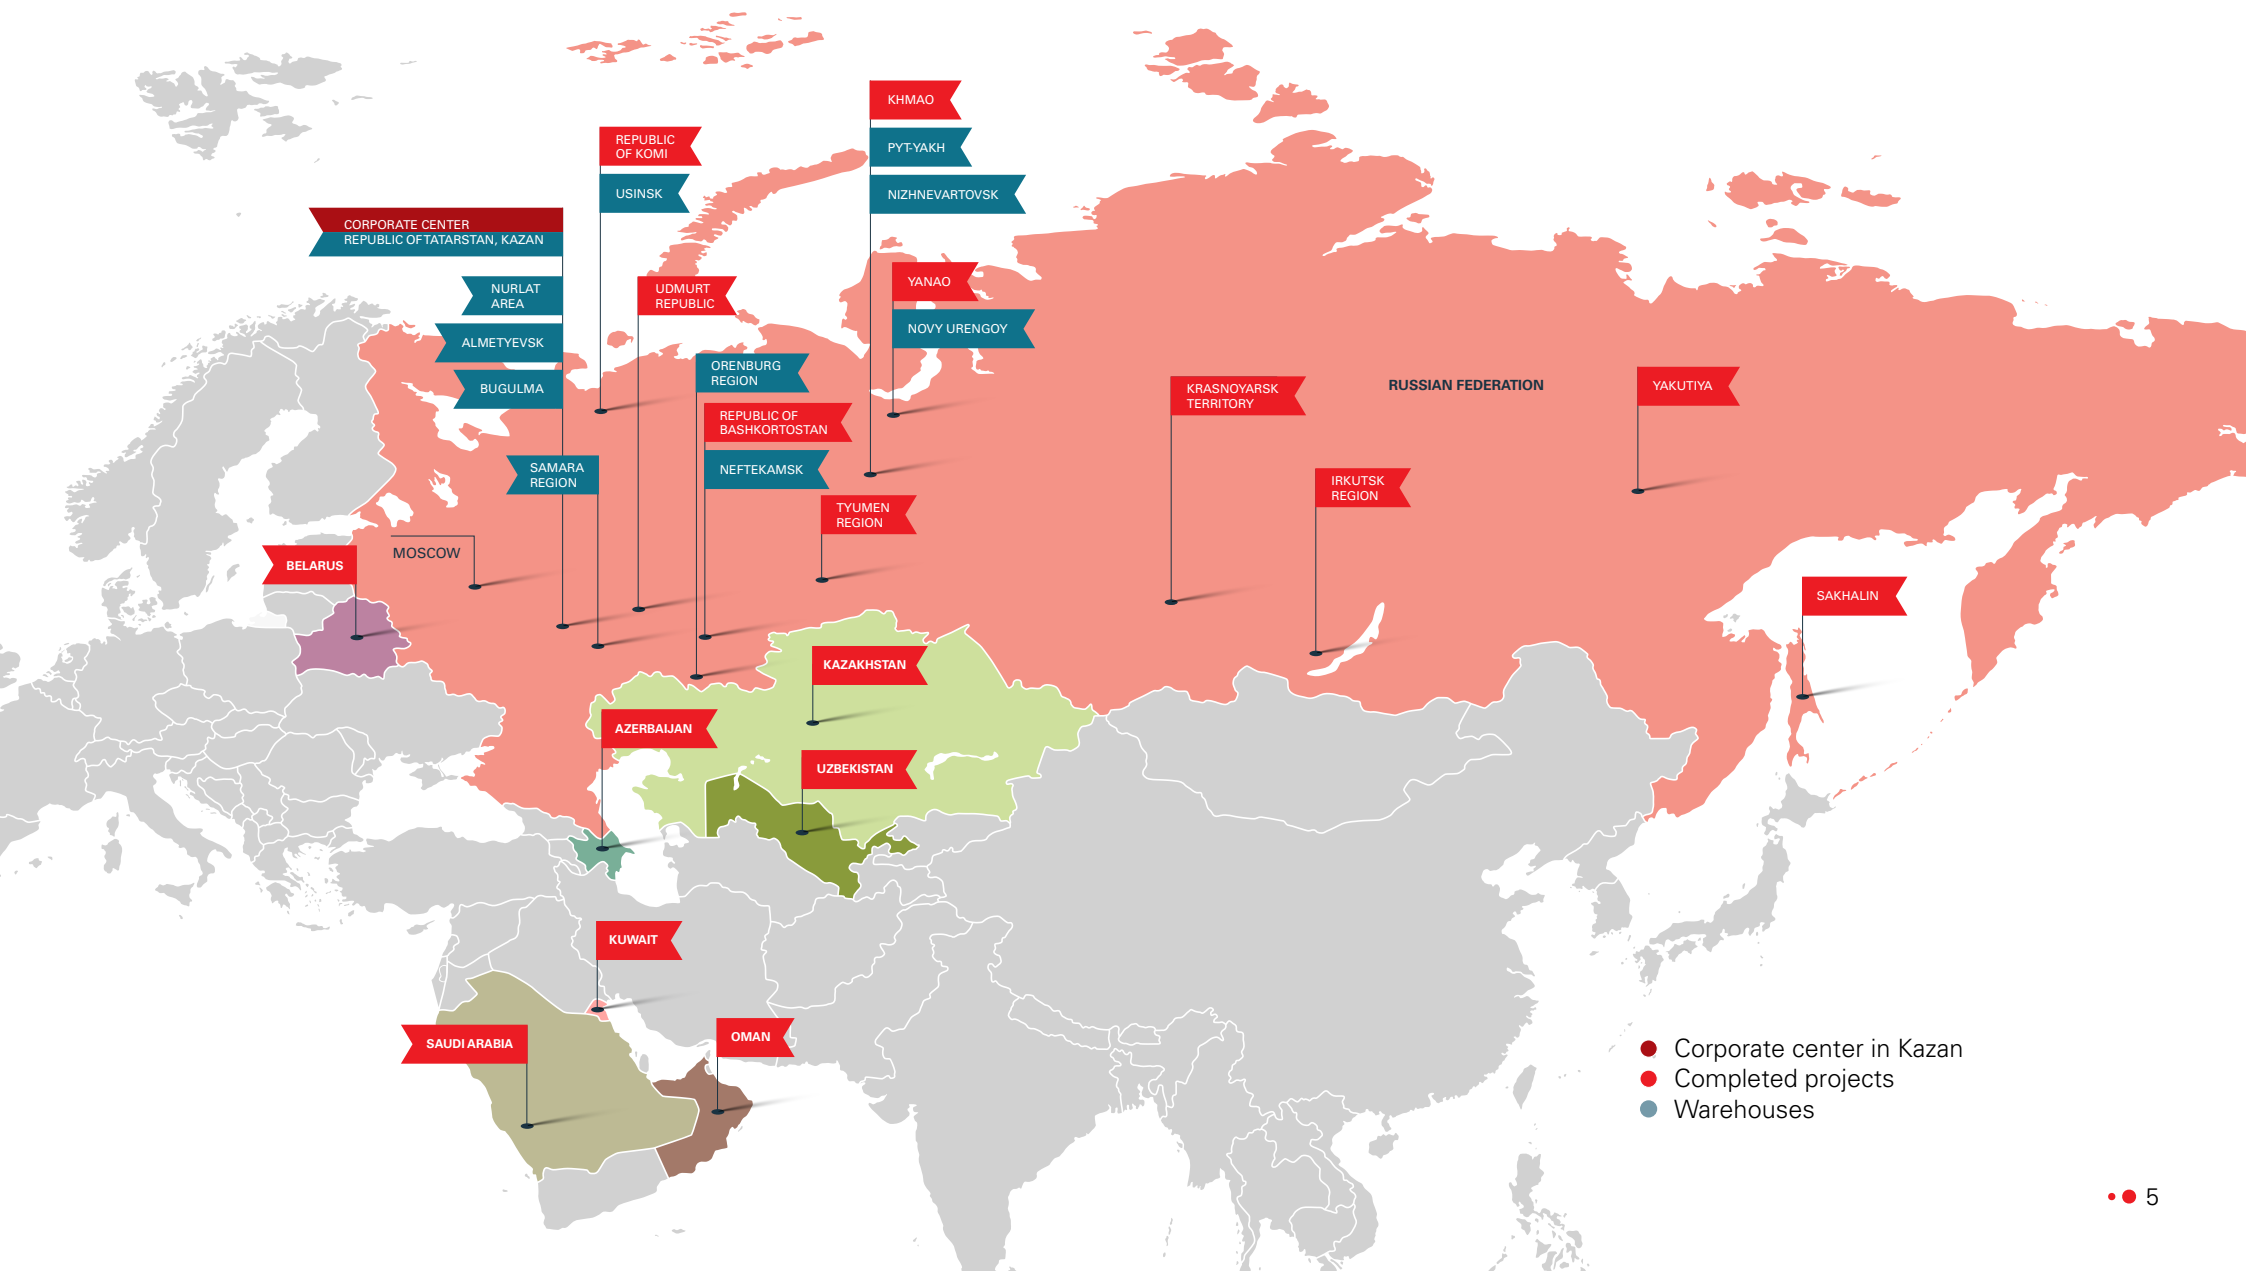 KHMAO
PYT-YAKH
NIZHNEVARTOVSK
REPUBLIC
OF KOMI
USINSK
CORPORATE CENTER
REPUBLIC OF TATARSTAN, KAZAN
NURLAT
AREA
ALMETYEVSK
BUGULMA
UDMURT
REPUBLIC
YANAO
NOVY URENGOY
ORENBURG
REGION
REPUBLIC OF
BASHKORTOSTAN
NEFTEKAMSK
SAMARA
REGION
TYUMEN
REGION
KRASNOYARSK
TERRITORY
RUSSIAN FEDERATION
YAKUTIYA
IRKUTSK
REGION
MOSCOW
BELARUS
SAKHALIN
KAZAKHSTAN
AZERBAIJAN
UZBEKISTAN
KUWAIT
SAUDI ARABIA
OMAN
Corporate center in Kazan
Completed projects
Warehouses
5